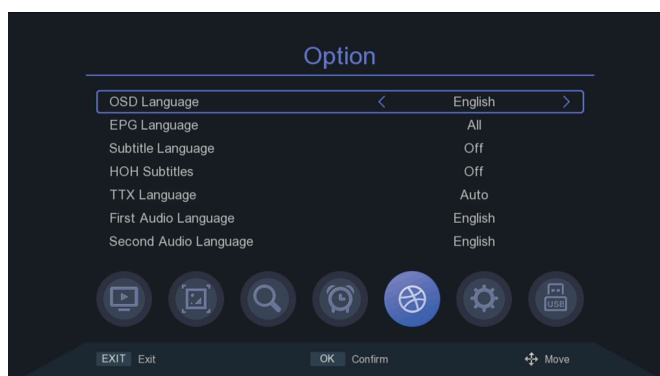 Option
OSD Language English
EPG Language All
Subtitle Language Off
HOH Subtitles Off
TTX Language Auto
First Audio Language English
Second Audio Language English
USB
EXIT Exit OK Confirm Move